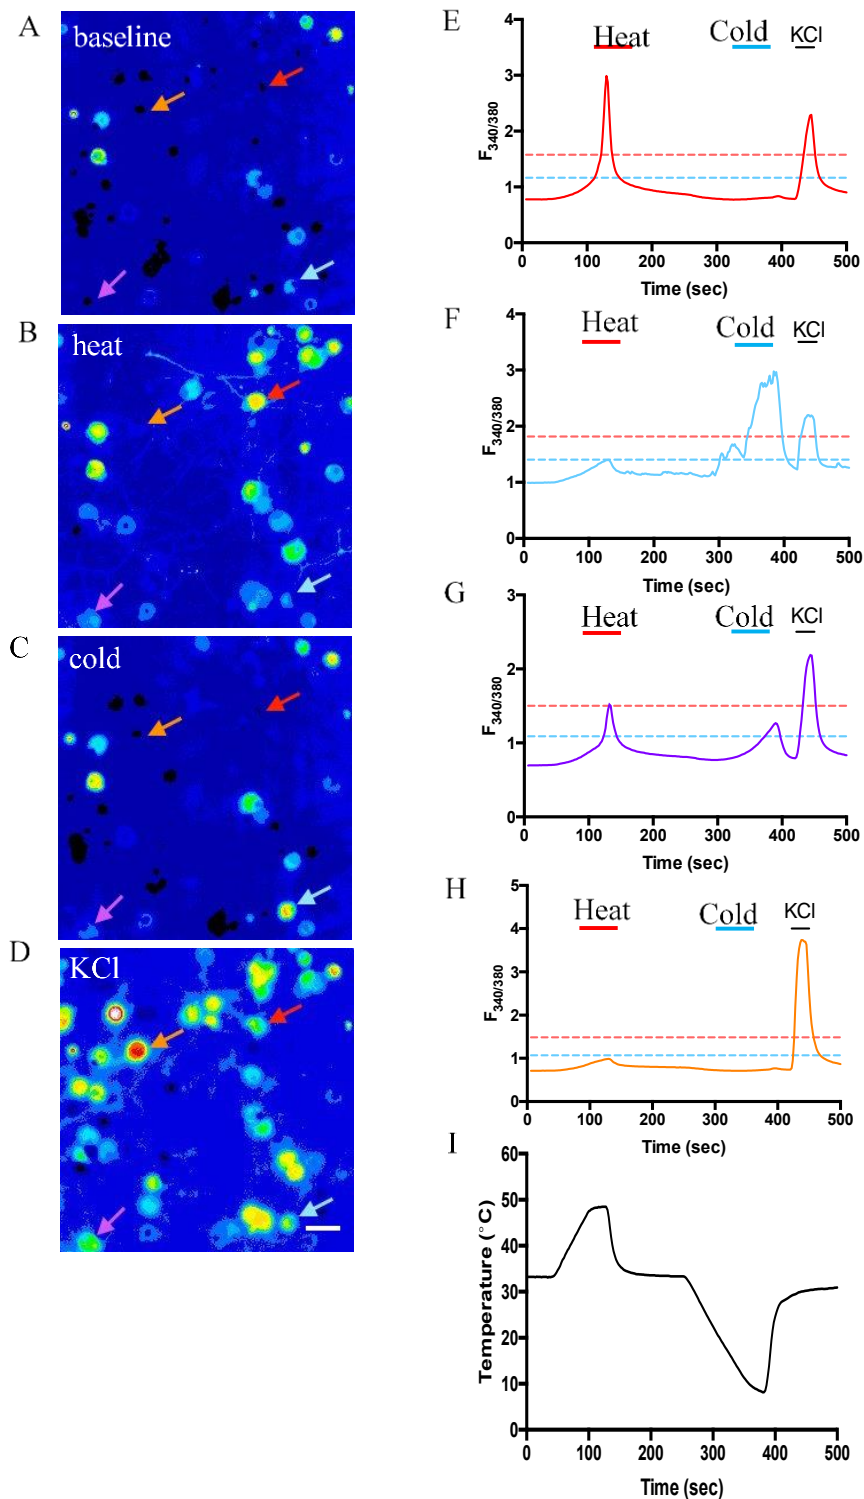 A
baseline
B
heat
C
cold
D
KCl
E
Heat Cold KCl
4
3
2
1
0
F340/380
0 100 200 300 400 500
Time (sec)
F
Heat Cold KCl
4
3
2
1
0
F340/380
0 100 200 300 400 500
Time (sec)
G
Heat Cold KCl
3
2
1
0
F340/380
0 100 200 300 400 500
Time (sec)
H
Heat Cold KCl
5
4
3
2
1
0
F340/380
0 100 200 300 400 500
Time (sec)
I
60
50
40
30
20
10
0
Temperature (°C)
0 100 200 300 400 500
Time (sec)